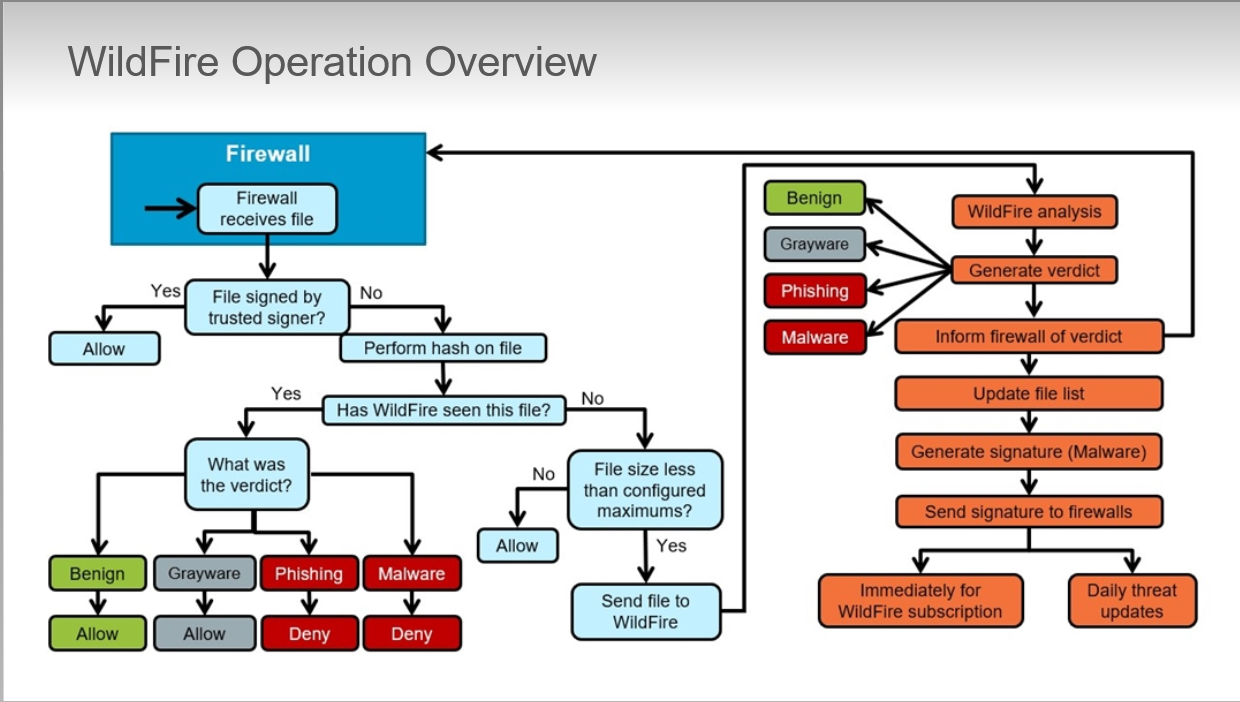 WildFire Operation Overview
Firewall
Firewall
receives file
File signed by
trusted signer?
Yes
No
Allow
Perform hash on file
Has WildFire seen this file?
Yes
No
What was
the verdict?
Benign
Grayware
Phishing
Malware
Allow
Allow
Deny
Deny
File size less
than configured
maximums?
No
Allow
Yes
Send file to
WildFire
WildFire analysis
Generate verdict
Benign
Grayware
Phishing
Malware
Inform firewall of verdict
Update file list
Generate signature (Malware)
Send signature to firewalls
Immediately for
WildFire subscription
Daily threat
updates